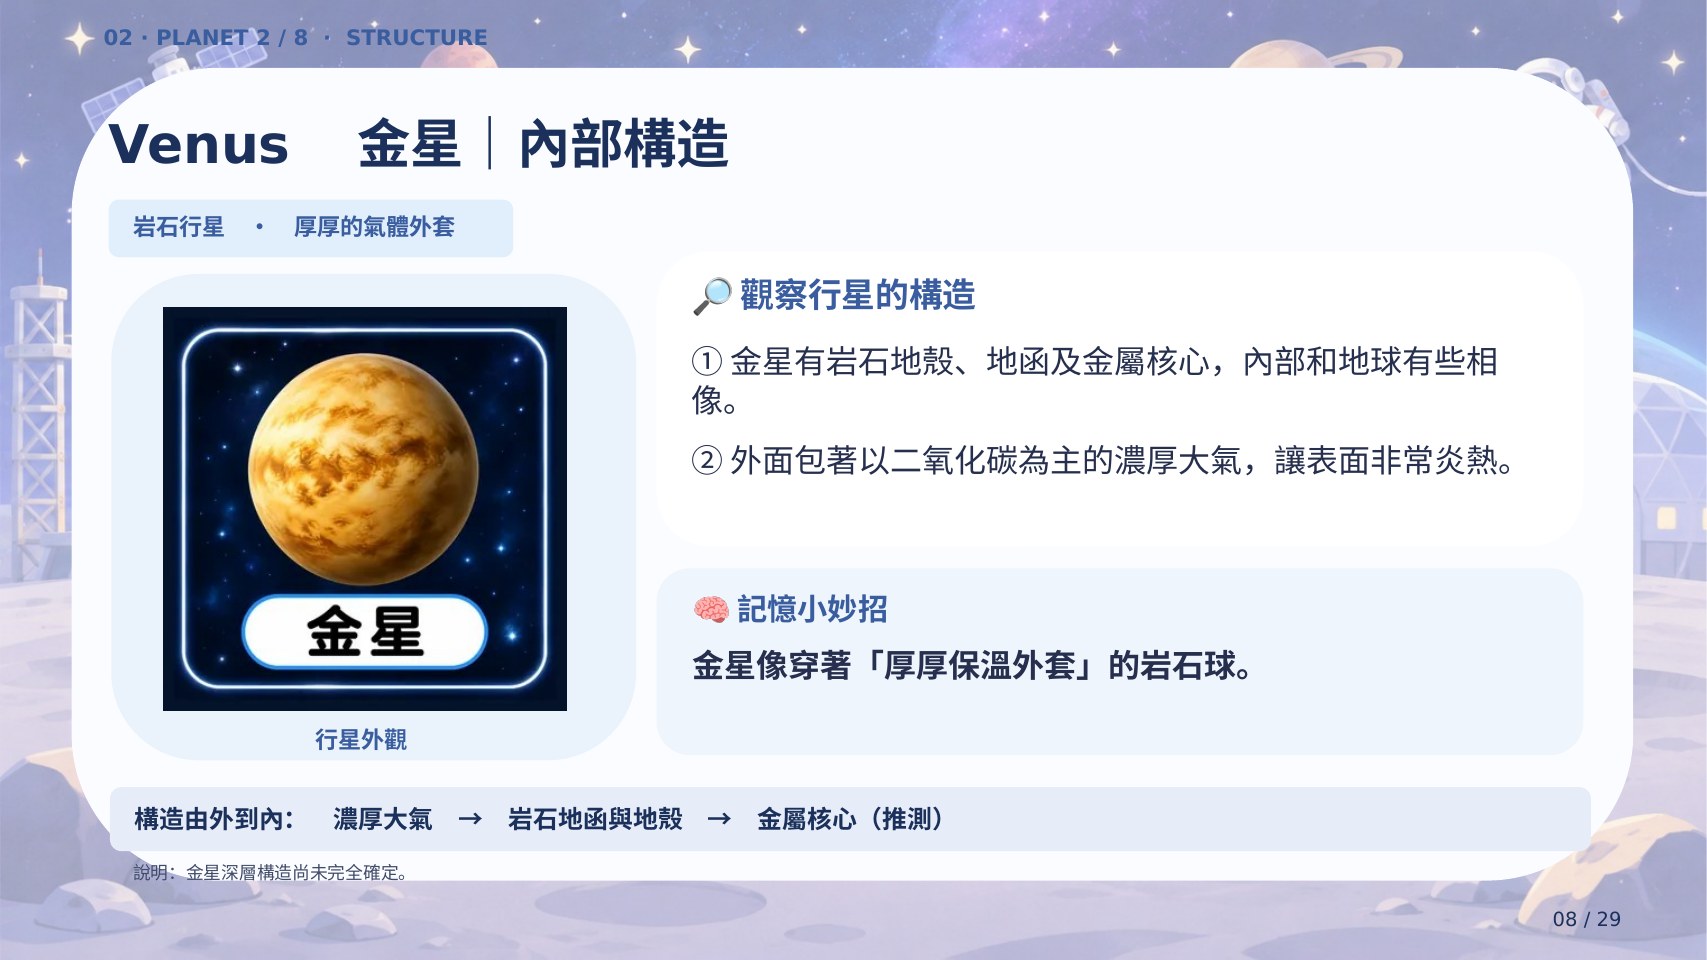 02 · PLANET 2 / 8 · STRUCTURE
Venus 金星｜內部構造
岩石行星 ・ 厚厚的氣體外套
金星
行星外觀
🔎 觀察行星的構造
① 金星有岩石地殼、地函及金屬核心，內部和地球有些相
像。
② 外面包著以二氧化碳為主的濃厚大氣，讓表面非常炎熱。
🧠 記憶小妙招
金星像穿著「厚厚保溫外套」的岩石球。
構造由外到內： 濃厚大氣 → 岩石地函與地殼 → 金屬核心（推測）
說明：金星深層構造尚未完全確定。
08 / 29